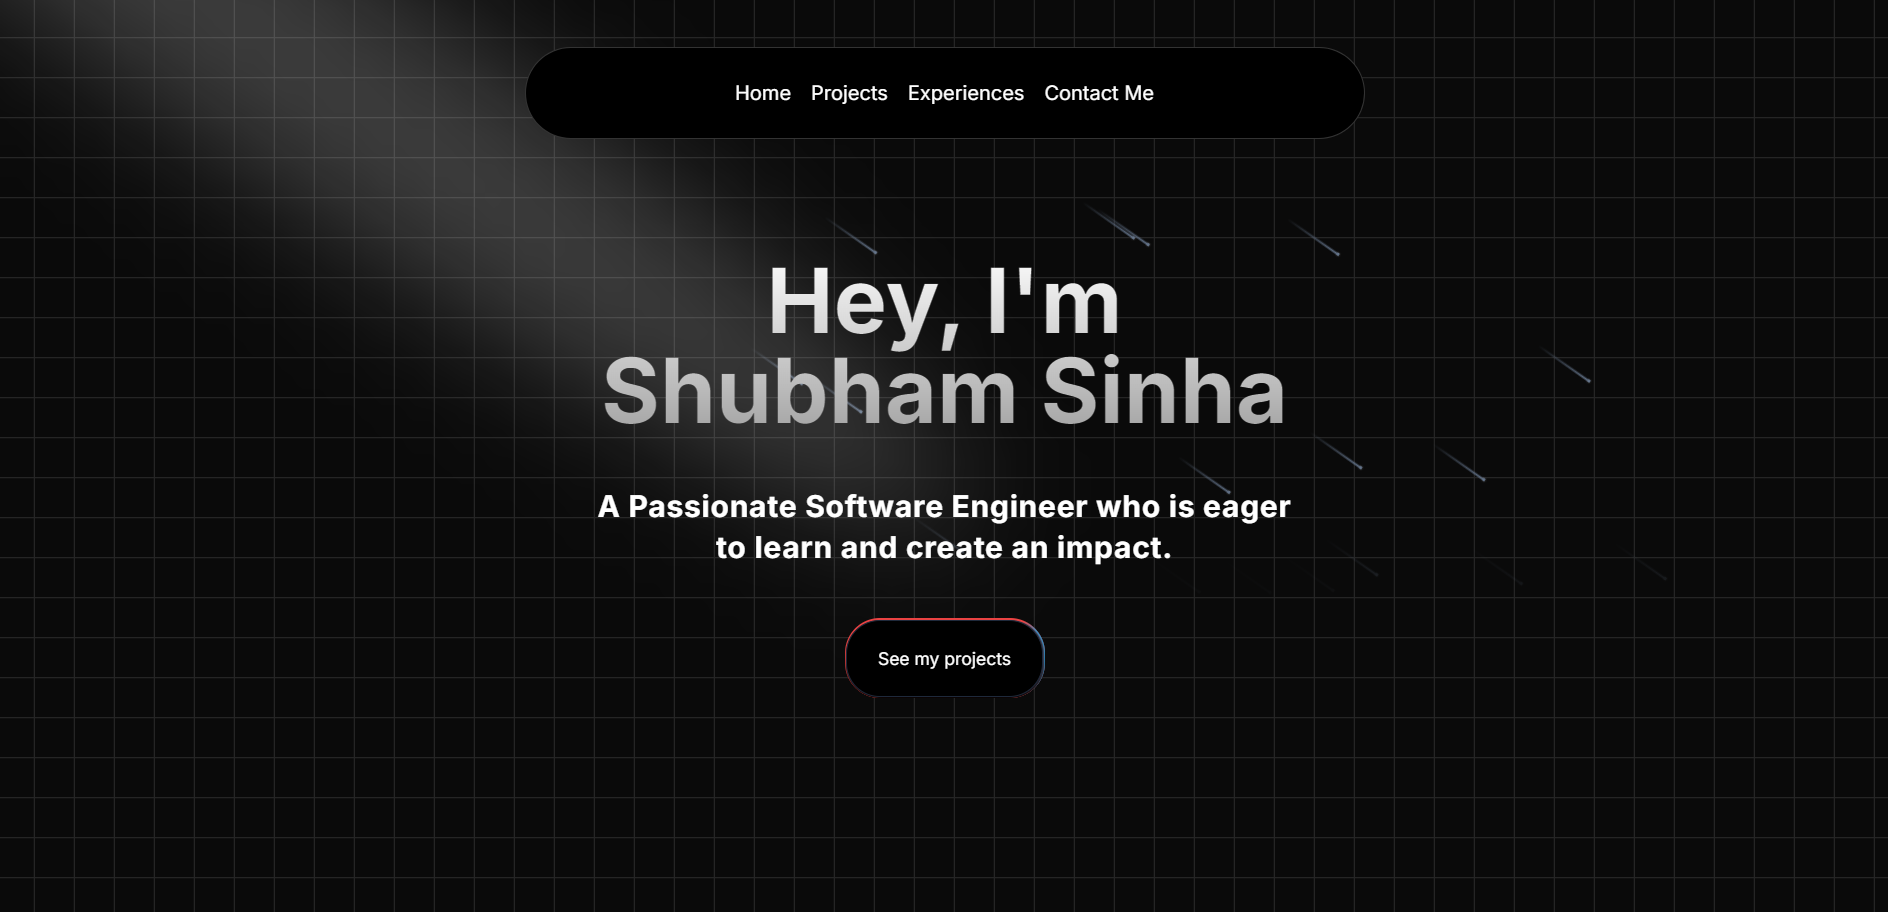 Home Projects Experiences Contact Me
Hey, I'm
Shubham Sinha
A Passionate Software Engineer who is eager
to learn and create an impact.
See my projects